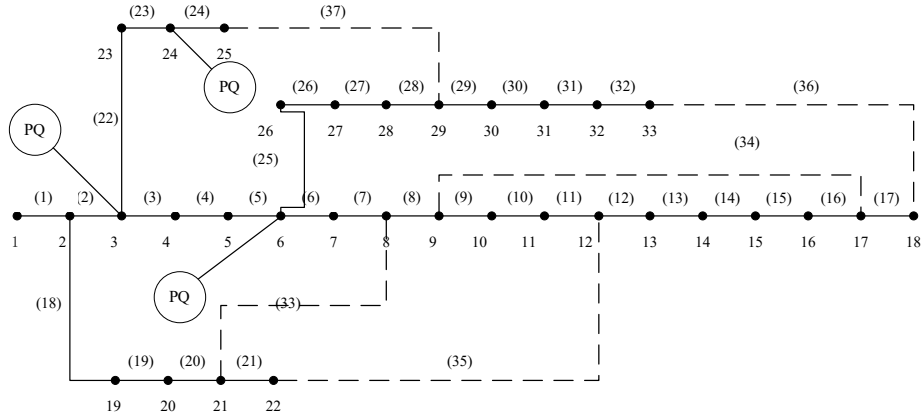 (23) (24) (37)
23 24 25
PQ
(26) (27) (28) (29) (30) (31) (32) (36)
PQ
(22)
26 27 28 29 30 31 32 33
(25)
(34)
(1) (2) (3) (4) (5) (6) (7) (8) (9) (10) (11) (12) (13) (14) (15) (16) (17)
1 2 3 4 5 6 7 8 9 10 11 12 13 14 15 16 17 18
PQ
(18) (33)
(19) (20) (21) (35)
19 20 21 22